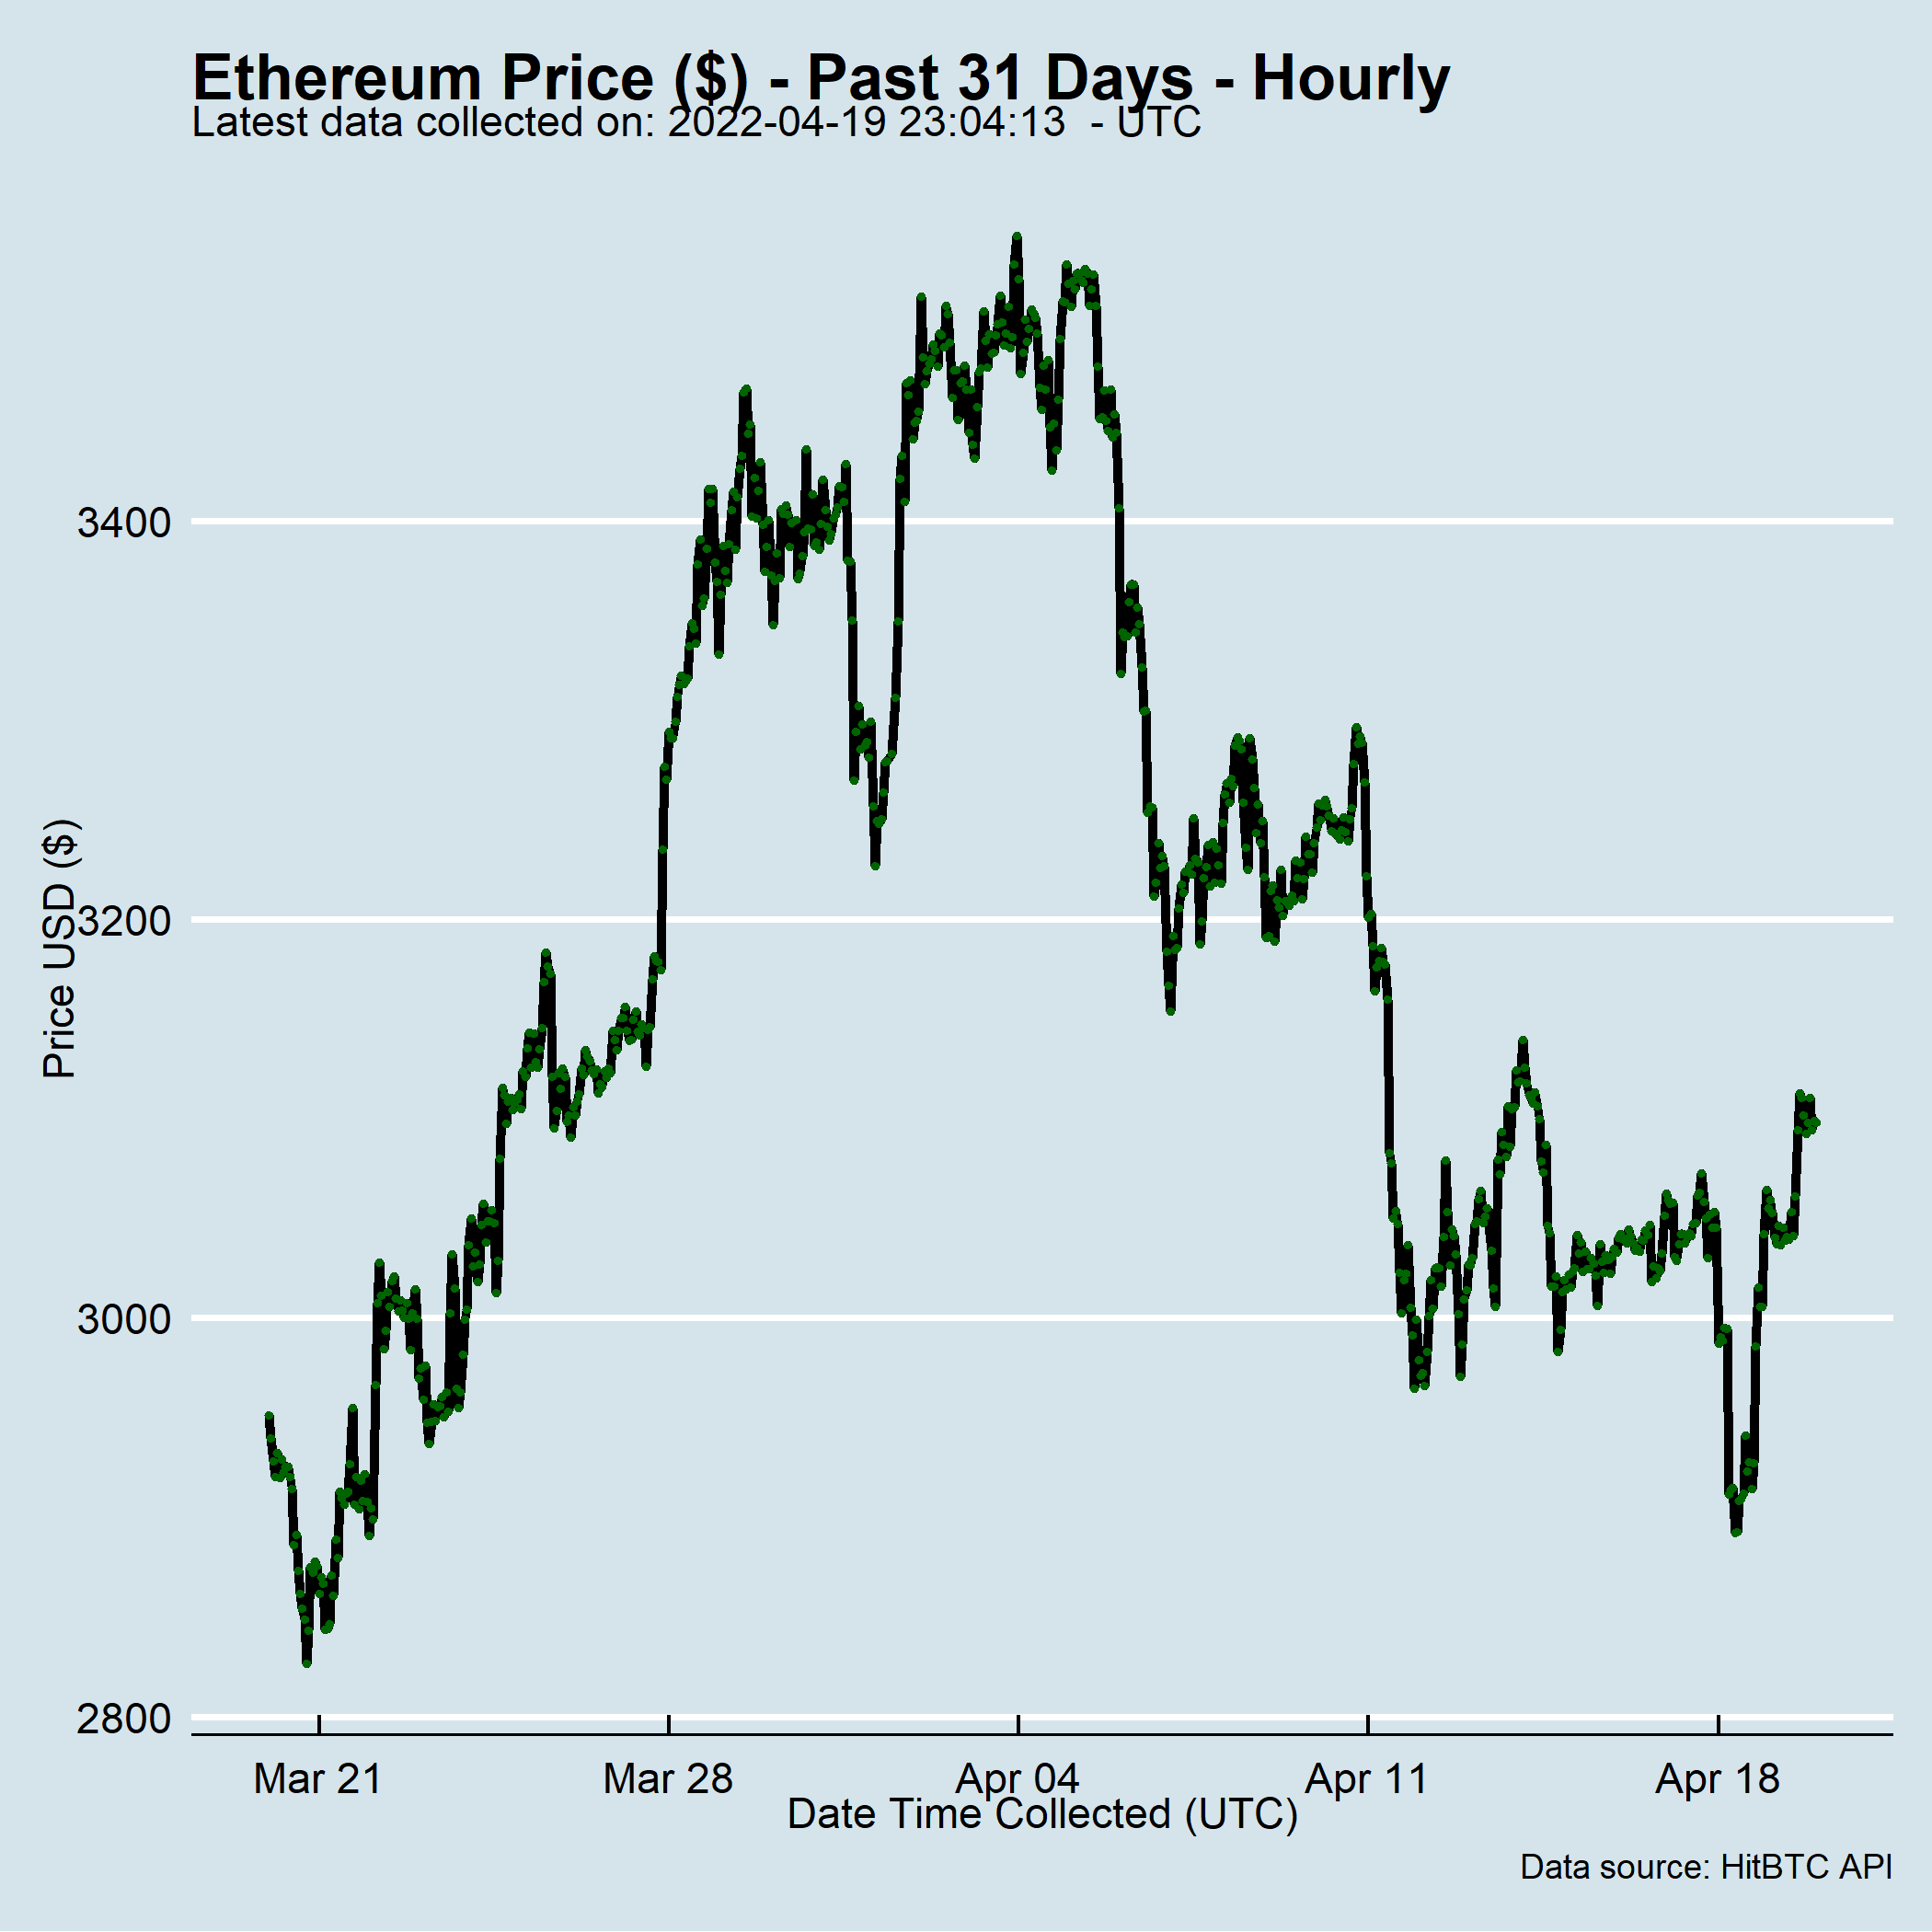 Ethereum Price ($) - Past 31 Days - Hourly
Latest data collected on: 2022-04-19 23:04:13  - UTC
Price USD ($)
3400
3200
3000
2800
Mar 21
Mar 28
Apr 04
Apr 11
Apr 18
Date Time Collected (UTC)
Data source: HitBTC API